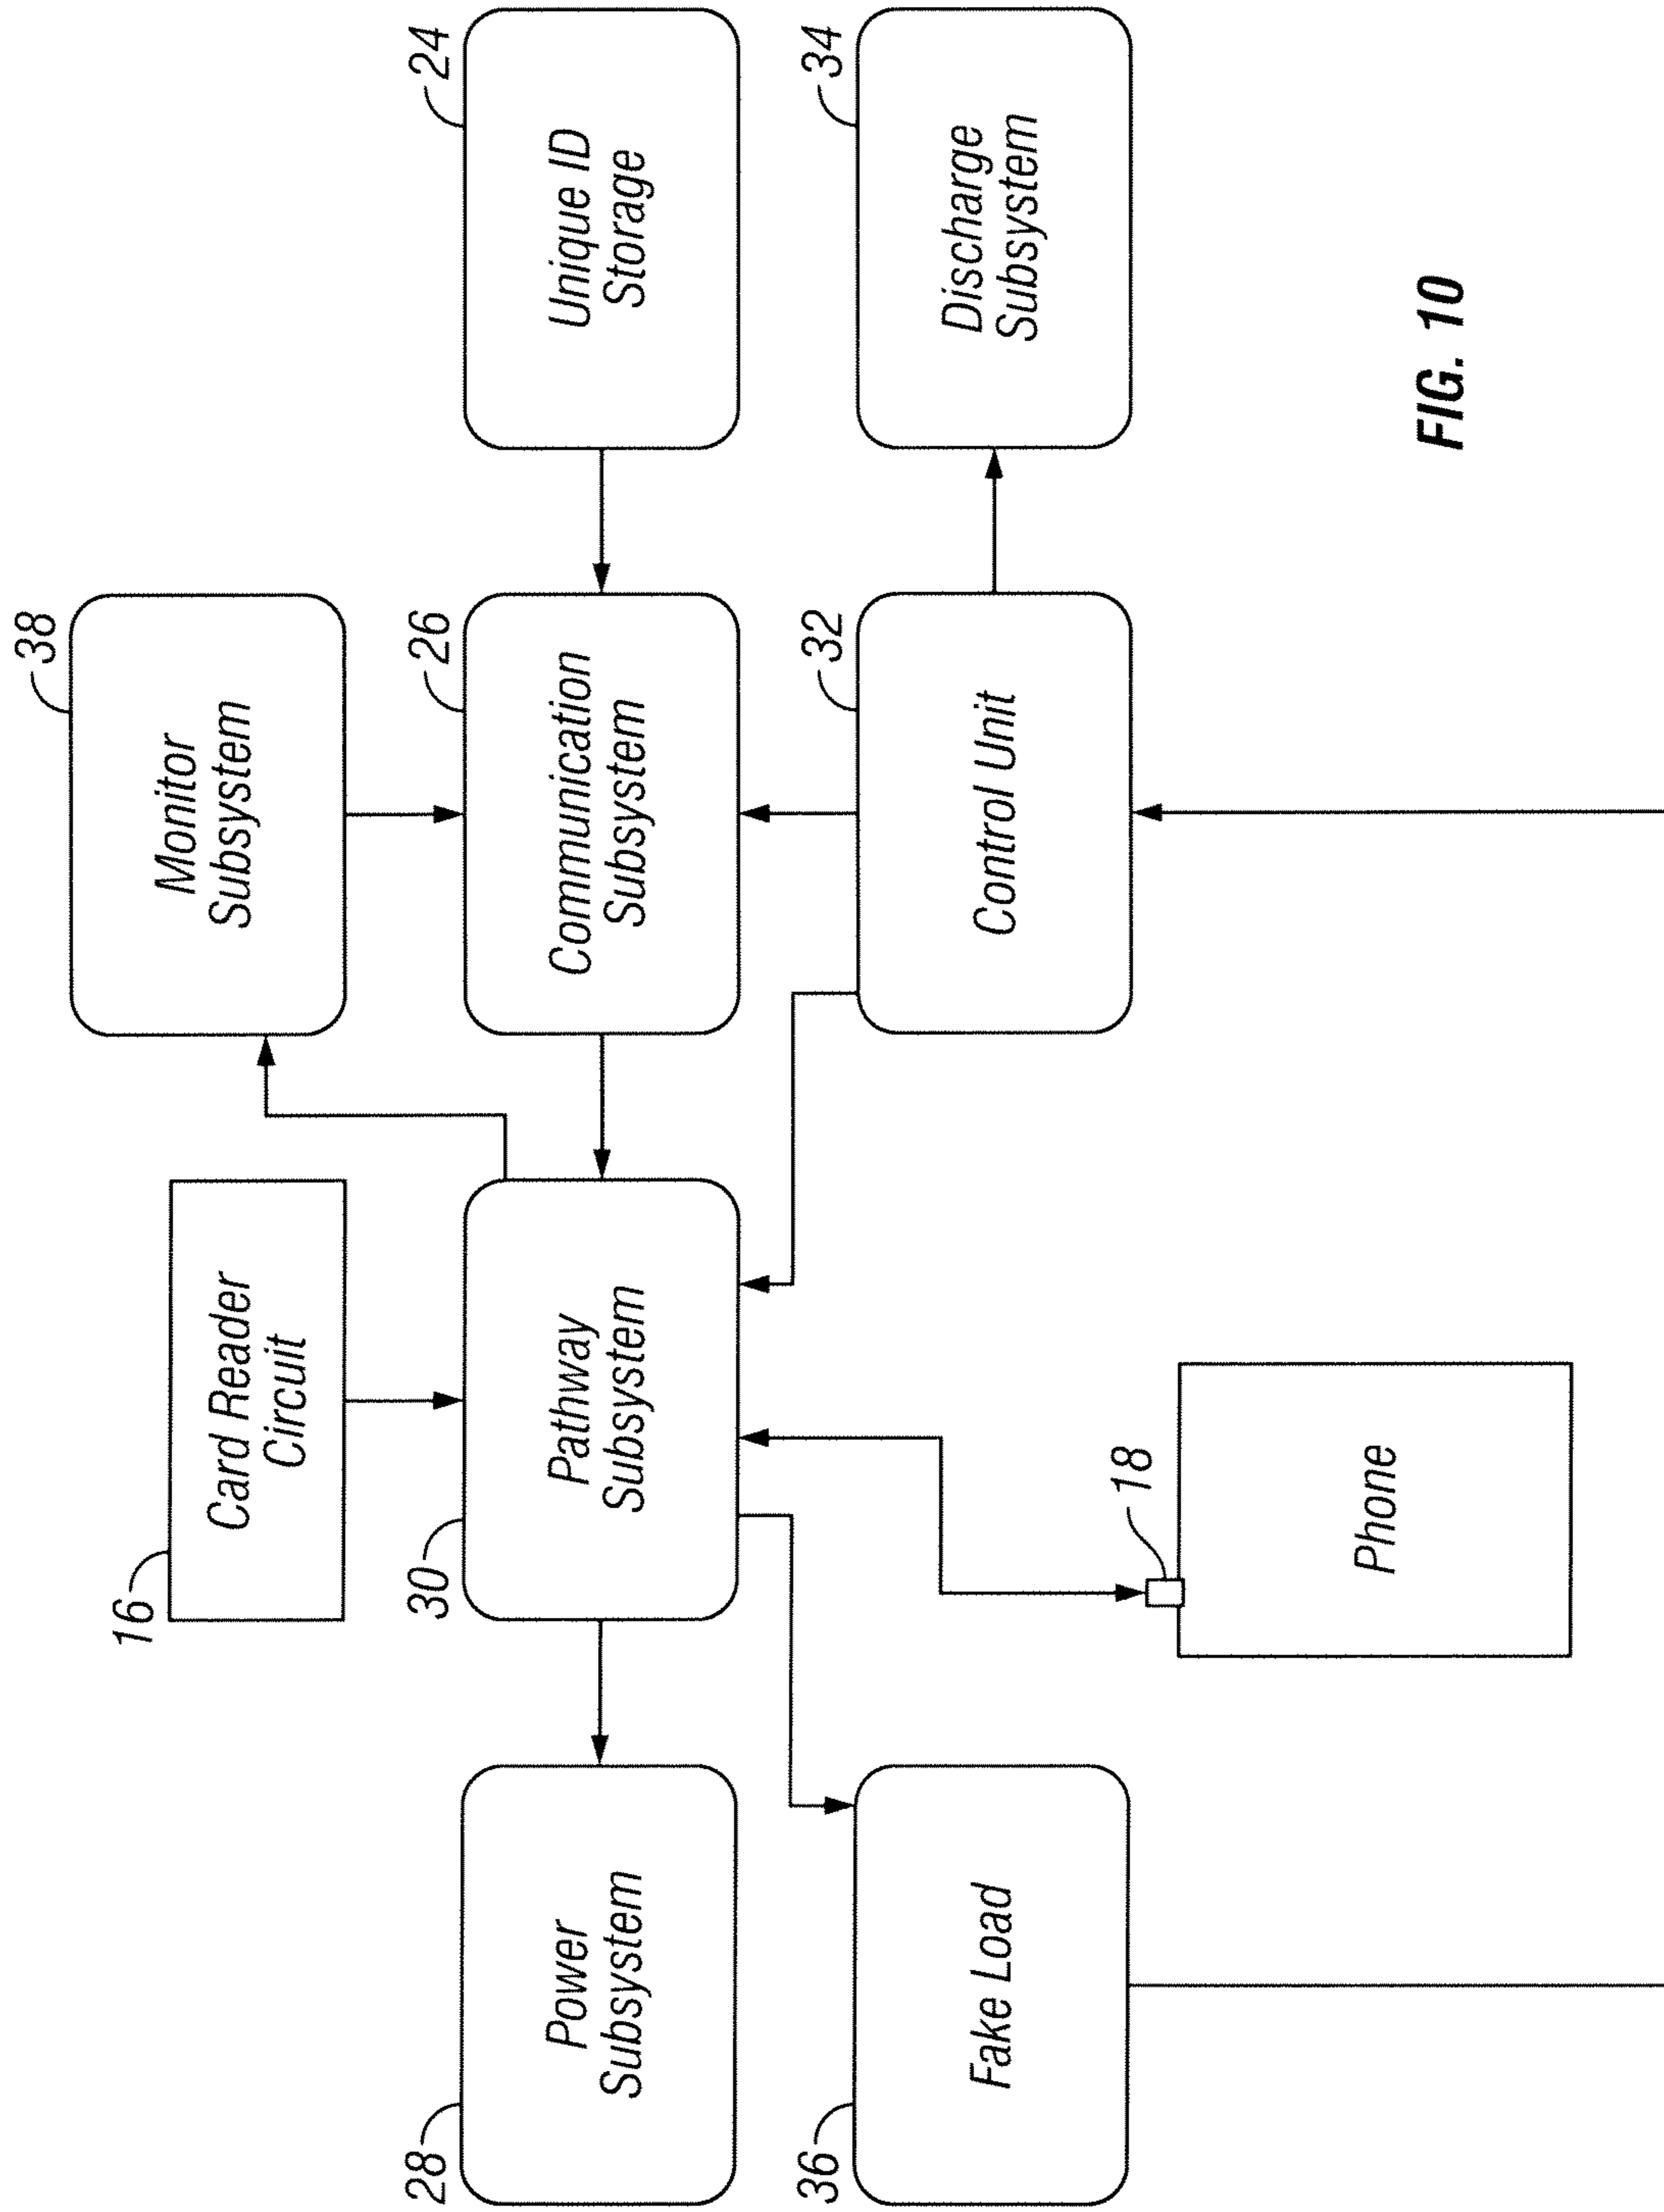 38
Monitor
Subsystem
16
Card Reader
Circuit
28
Power
Subsystem
30
Pathway
Subsystem
26
Communication
Subsystem
24
Unique ID
Storage
36
Fake Load
32
Control Unit
34
Discharge
Subsystem
18
Phone
FIG. 10